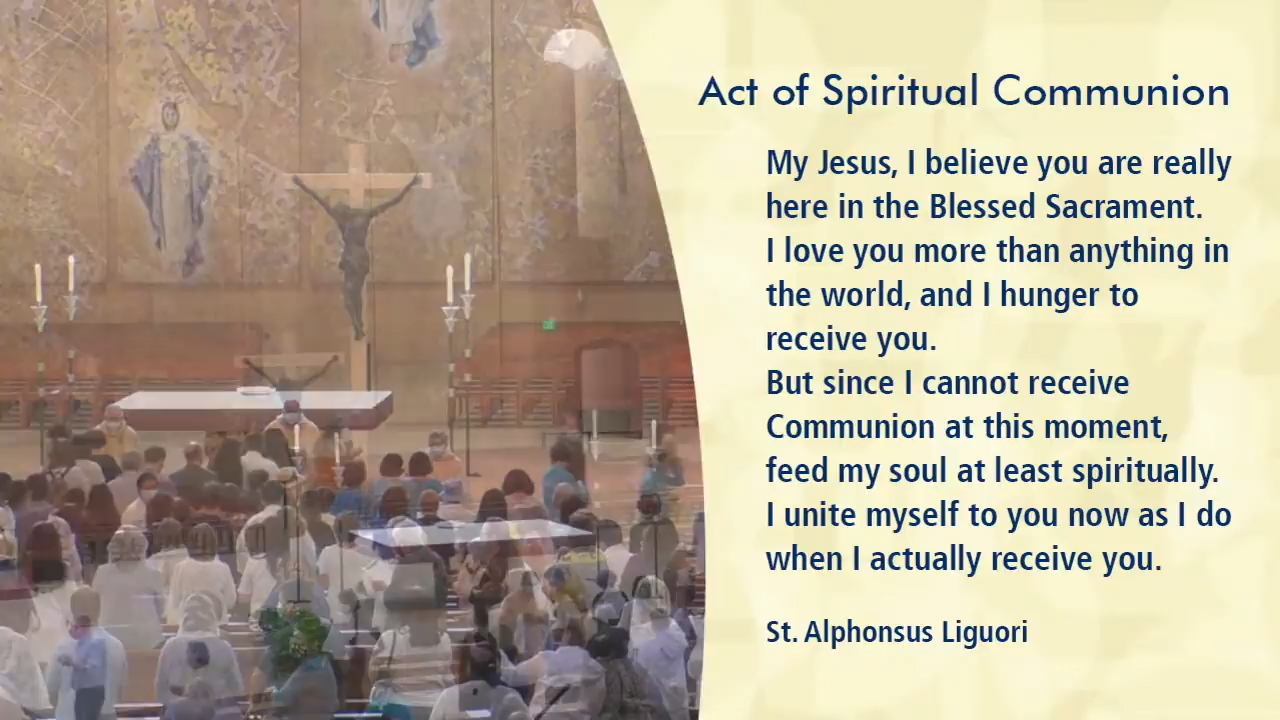 Act of Spiritual Communion
My Jesus, I believe you are really
here in the Blessed Sacrament.
I love you more than anything in
the world, and I hunger to
receive you.
But since I cannot receive
Communion at this moment,
feed my soul at least spiritually.
I unite myself to you now as I do
when I actually receive you.
St. Alphonsus Liguori